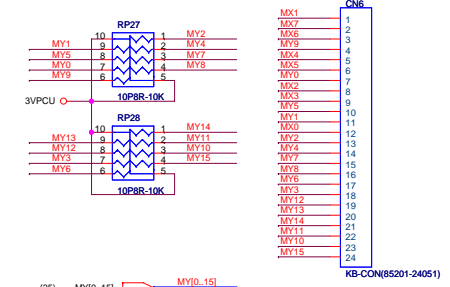 RP27
10 1 MY2
MY1 9 2 MY4
MY5 8 3 MY7
MY0 7 4 MY8
MY9 6 5
3VPCU
10P8R-10K
RP28
10 1 MY14
MY13 9 2 MY11
MY12 8 3 MY10
MY3 7 4 MY15
MY6 6 5
10P8R-10K
MY[0..15]
CN6
MX1 1
MX7 2
MX6 3
MY9 4
MX4 5
MX5 6
MY0 7
MX2 8
MX3 9
MY5 10
MY1 11
MX0 12
MY2 13
MY4 14
MY7 15
MY8 16
MY6 17
MY3 18
MY12 19
MY13 20
MY14 21
MY11 22
MY10 23
MY15 24
KB-CON(85201-24051)